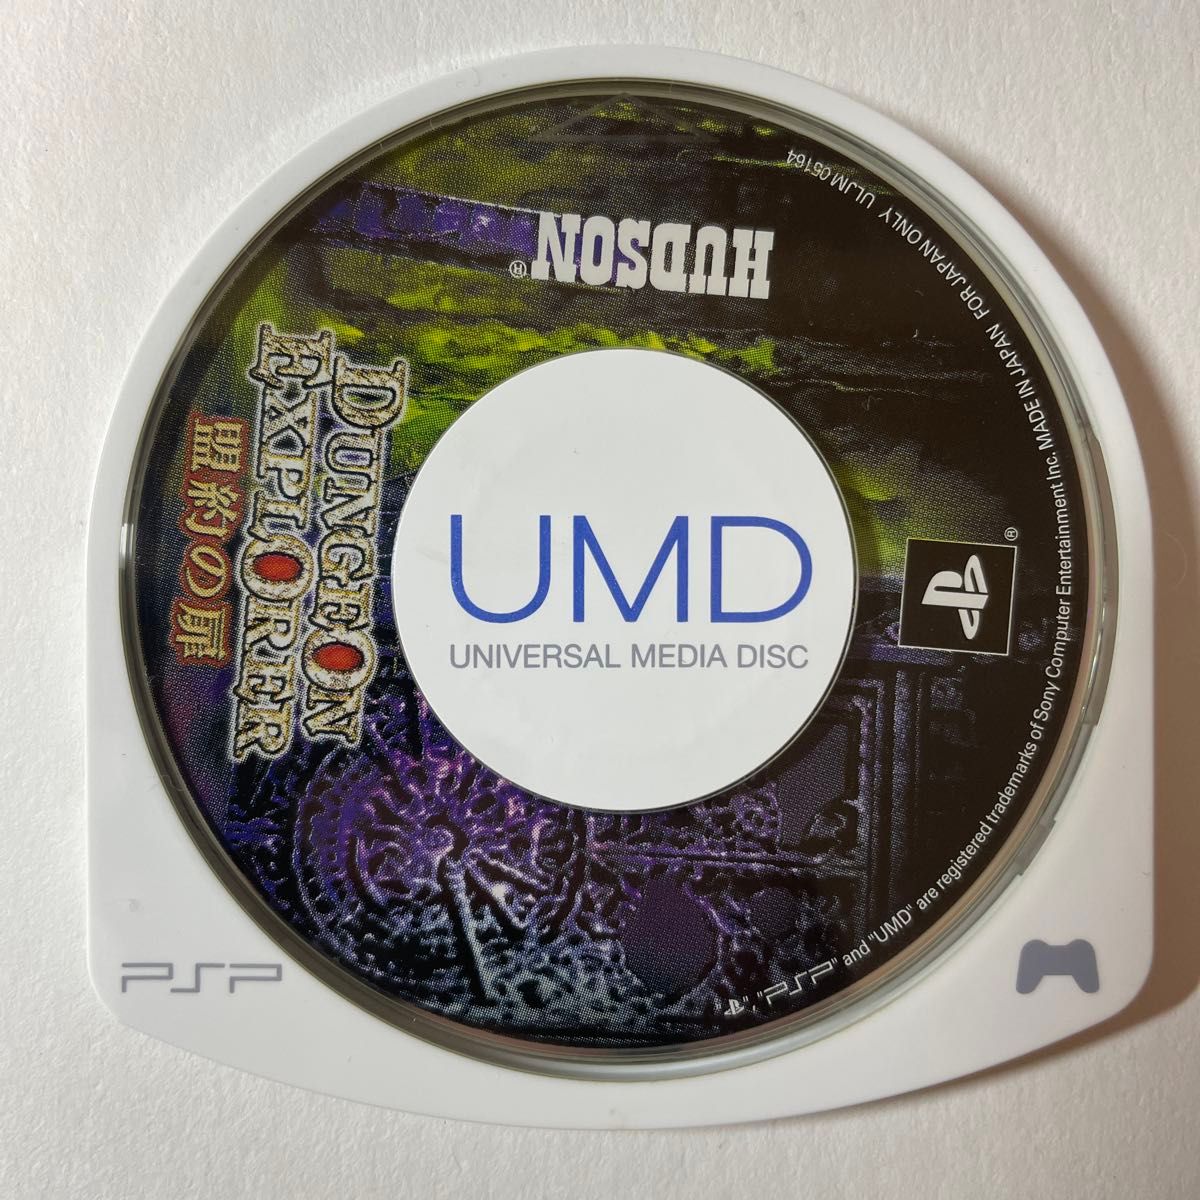 HUDSON®
DUNGEON
EXPLORER
盟約の扉
UMD
UNIVERSAL MEDIA DISC
®
"PS", "PSP" and "UMD" are registered trademarks of Sony Computer Entertainment Inc. MADE IN JAPAN FOR JAPAN ONLY ULJM 05164
PSP